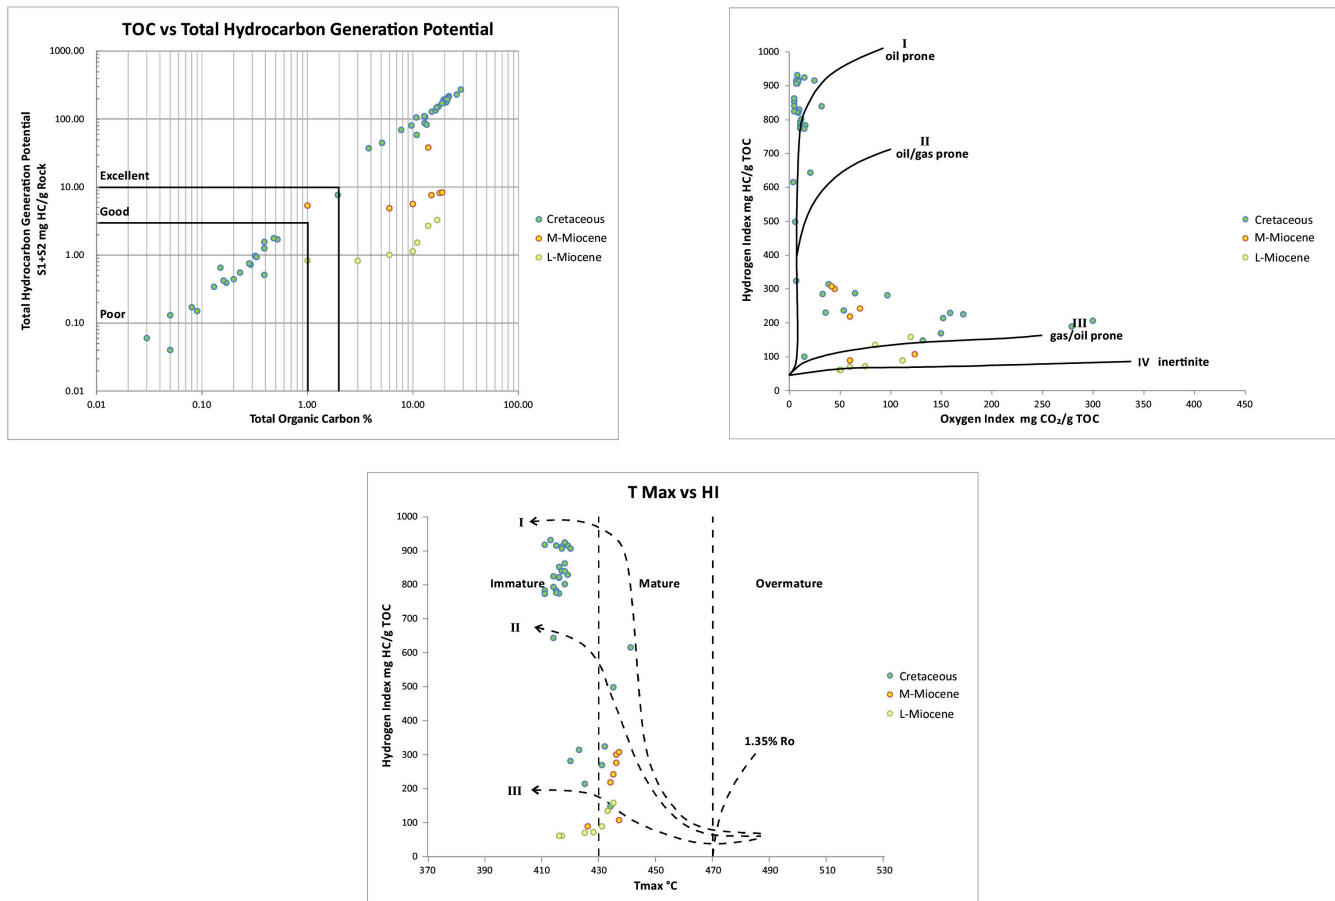 TOC vs Total Hydrocarbon Generation Potential
Total Hydrocarbon Generation Potential
S1+S2 mg HC/g Rock
1000.00
100.00
10.00
1.00
0.10
0.01
Excellent
Good
Poor
0.01
0.10
1.00
10.00
100.00
Total Organic Carbon %
Cretaceous
M-Miocene
L-Miocene
Hydrogen Index mg HC/g TOC
1000
900
800
700
600
500
400
300
200
100
0
I
oil prone
II
oil/gas prone
III
gas/oil prone
IV inertinite
0
50
100
150
200
250
300
350
400
450
Oxygen Index mg CO₂/g TOC
Cretaceous
M-Miocene
L-Miocene
T Max vs HI
Hydrogen Index mg HC/g TOC
1000
900
800
700
600
500
400
300
200
100
0
I
II
III
Immature
Mature
Overmature
1.35% Ro
370
390
410
430
450
470
490
510
530
Tmax °C
Cretaceous
M-Miocene
L-Miocene